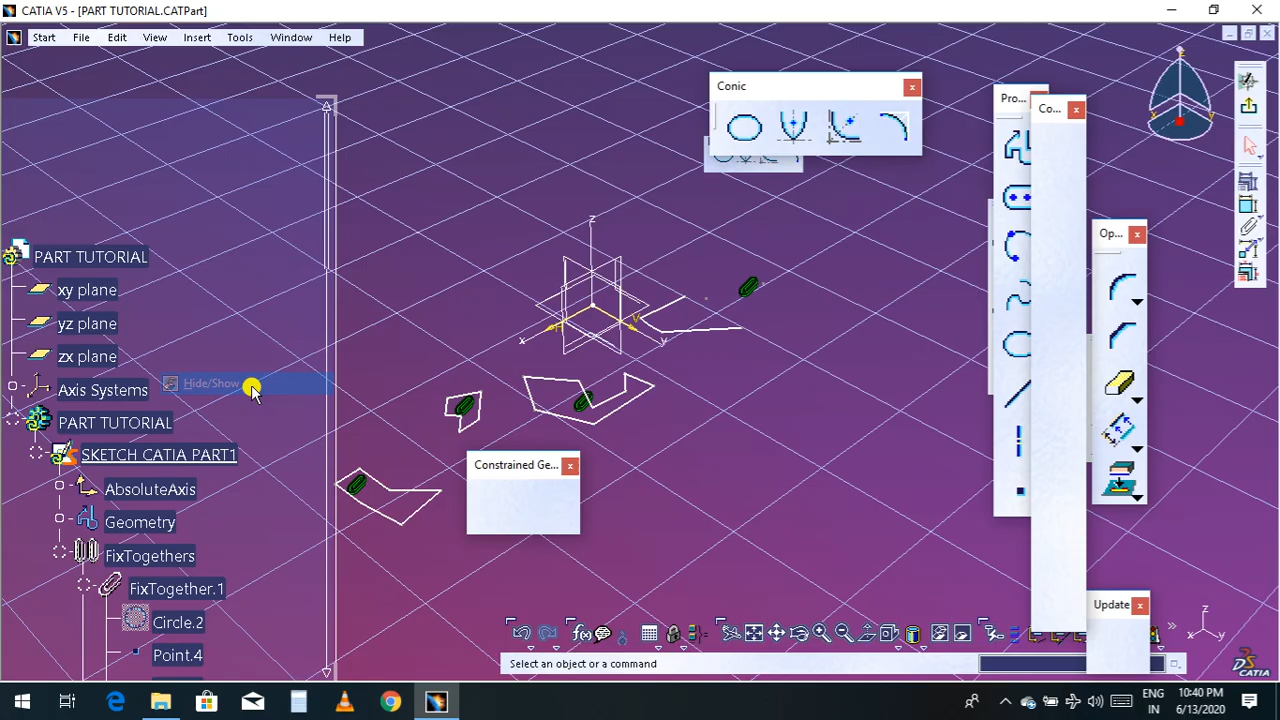 CATIA V5 - [PART TUTORIAL.CATPart]
Start File Edit View Insert Tools Window Help
Conic
Pro...
Co...
Op...
PART TUTORIAL
xy plane
yz plane
zx plane
Axis Systems
Hide/Show
PART TUTORIAL
SKETCH CATIA PART1
AbsoluteAxis
Geometry
FixTogethers
FixTogether.1
Circle.2
Point.4
z
x
y
H
V
Constrained Ge...
Update
z
x
y
Select an object or a command
CATIA
ENG
IN
10:40 PM
6/13/2020